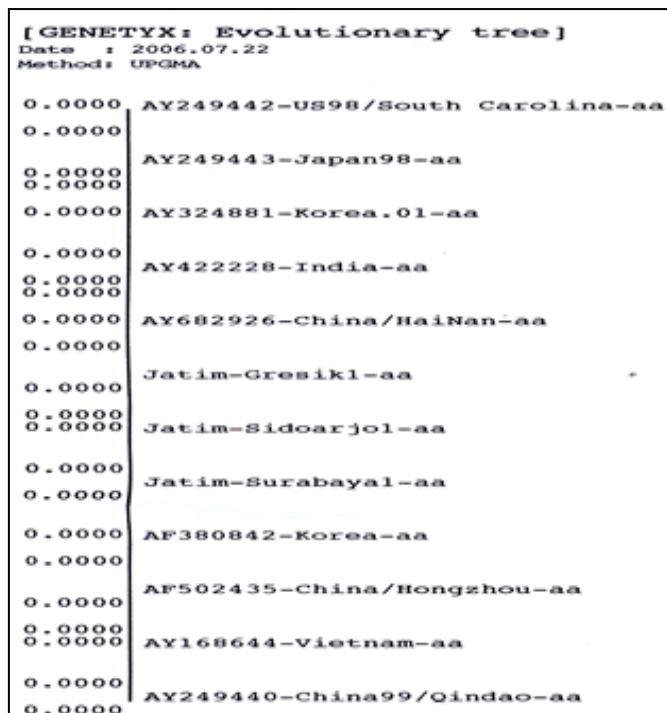 [GENETYX: Evolutionary tree]
Date : 2006.07.22
Method: UPGMA
0.0000 AY249442-US98/South Carolina-aa
0.0000
AY249443-Japan98-aa
0.0000
0.0000
0.0000 AY324881-Korea.01-aa
0.0000
AY422228-India-aa
0.0000
0.0000
0.0000 AY682926-China/HaiNan-aa
0.0000
Jatim-Gresik1-aa
0.0000
0.0000
0.0000 Jatim-Sidoarjo1-aa
0.0000
Jatim-Surabaya1-aa
0.0000
0.0000 AF380842-Korea-aa
0.0000
AF502435-China/Hongzhou-aa
0.0000
0.0000
0.0000 AY168644-Vietnam-aa
0.0000
AY249440-China99/Qindao-aa
0.0000